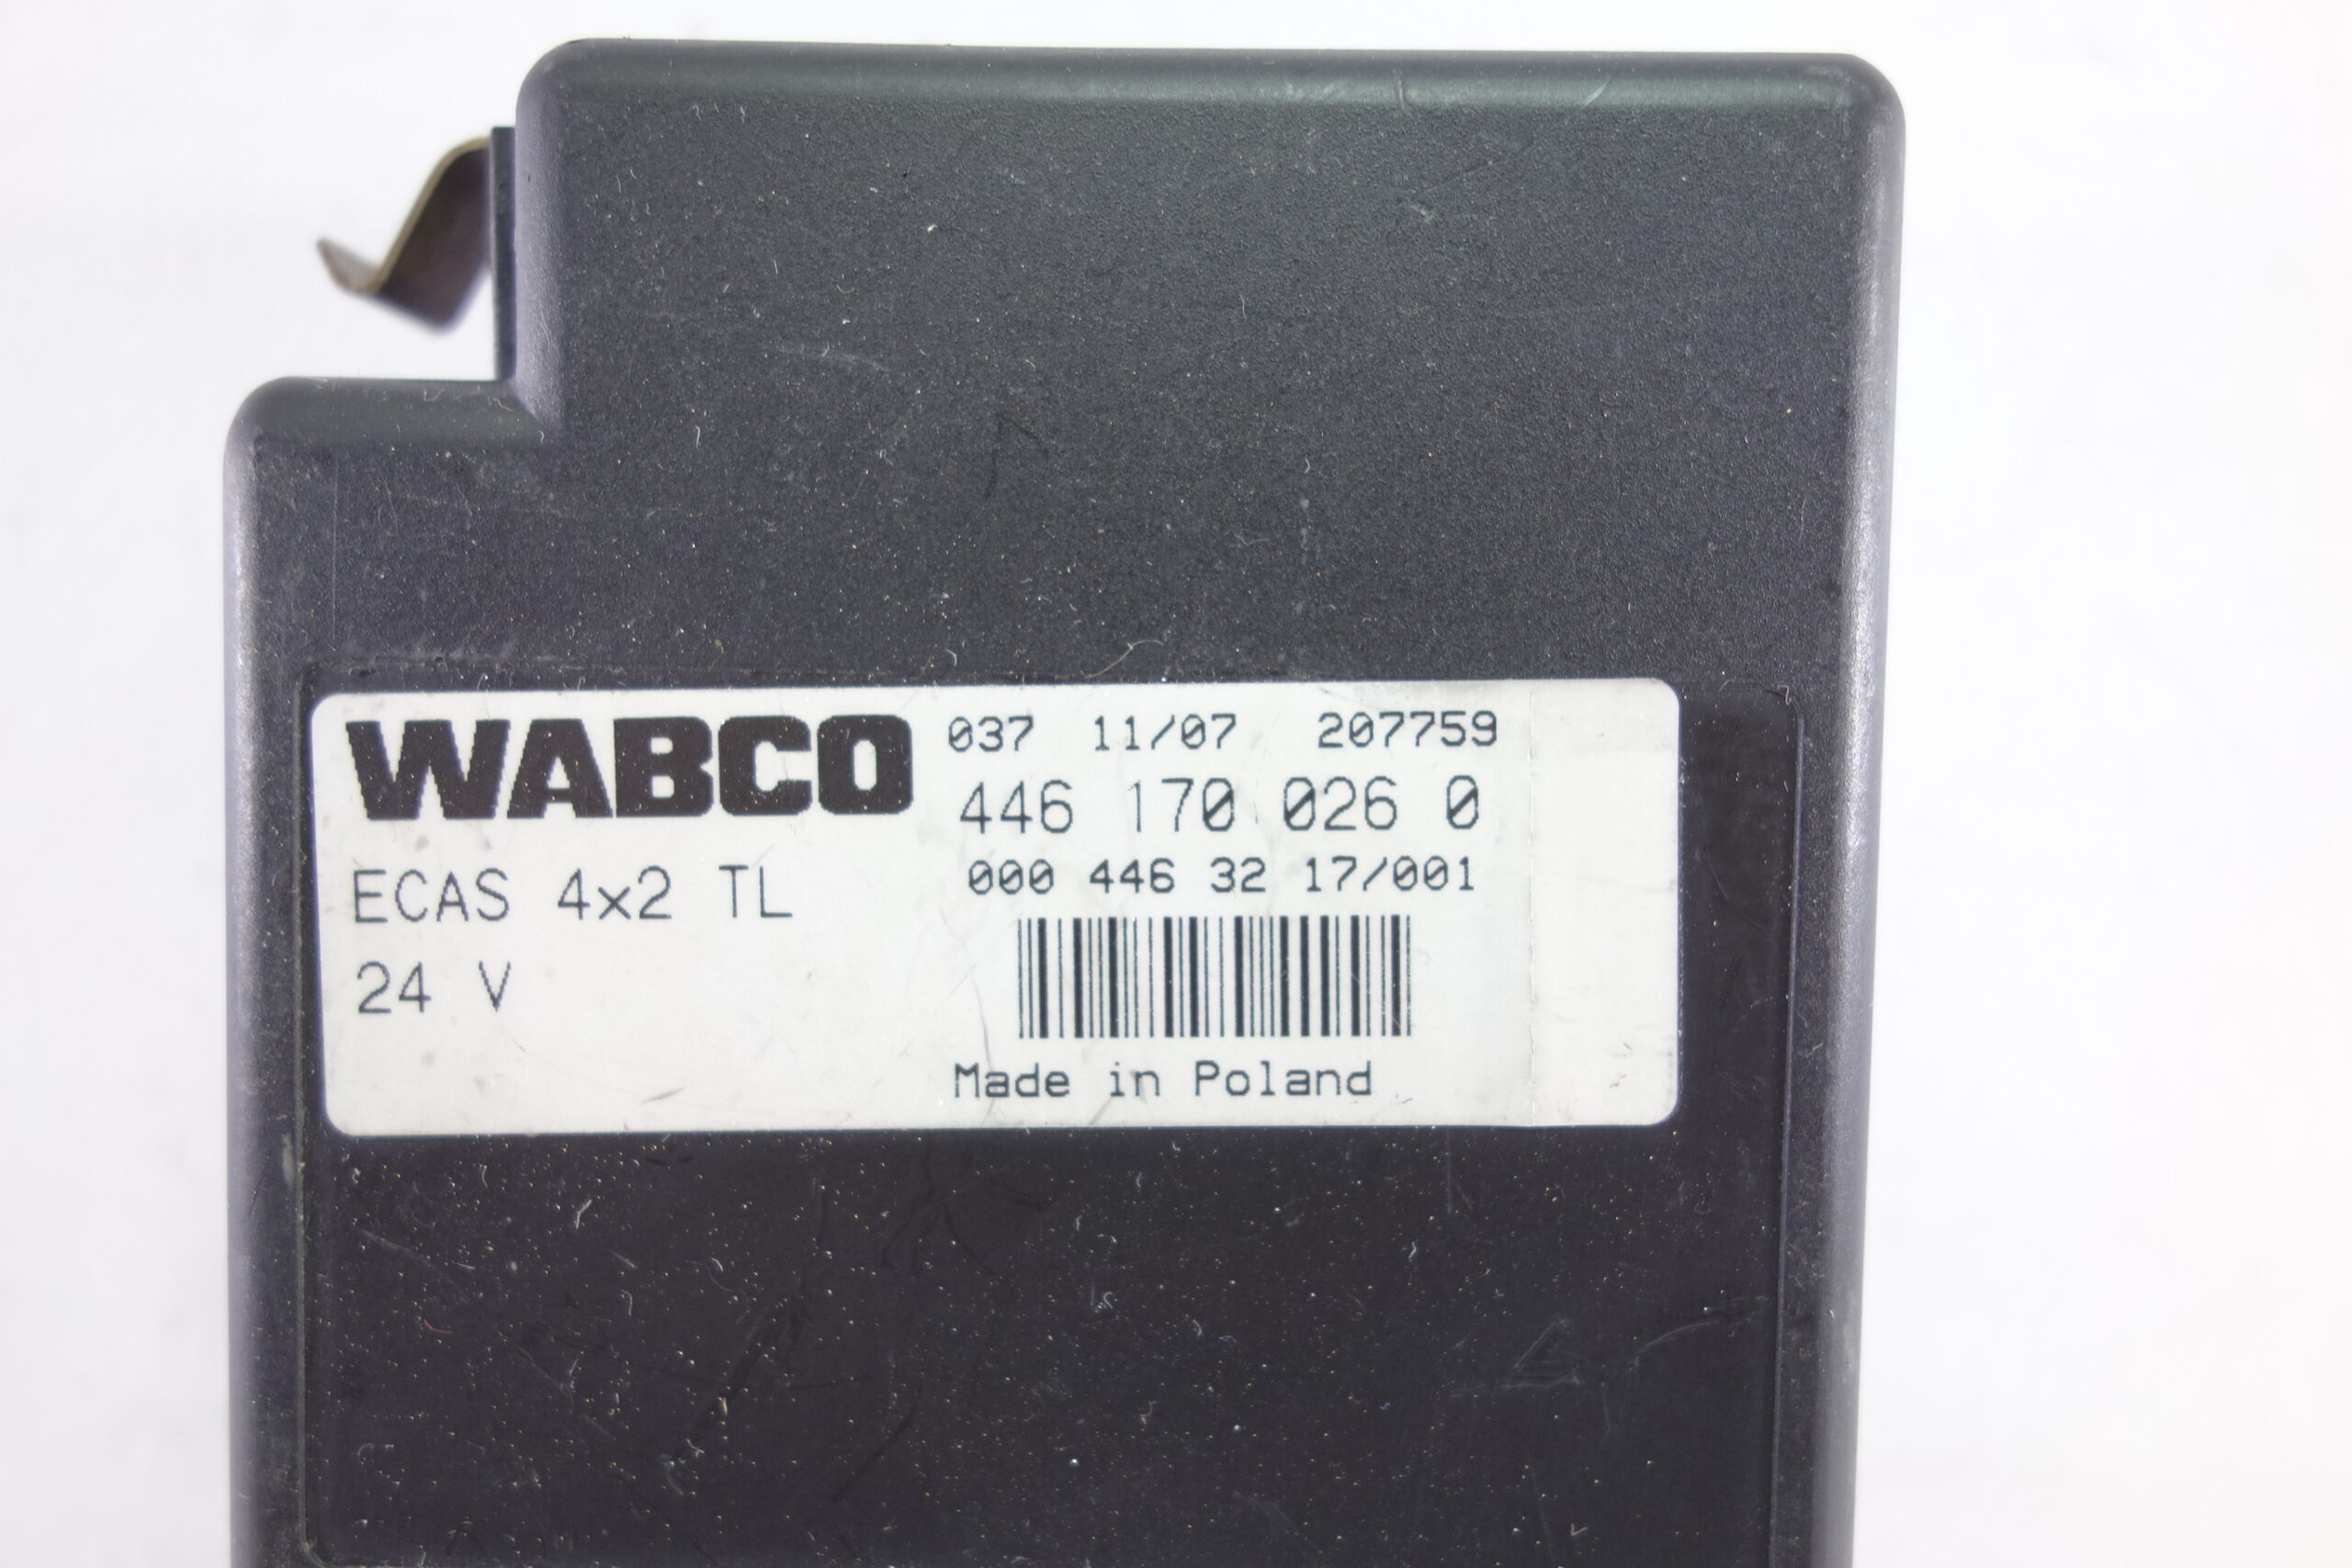 WABCO
037 11/07 207759
446 170 026 0
000 446 32 17/001
ECAS 4x2 TL
24 V
Made in Poland